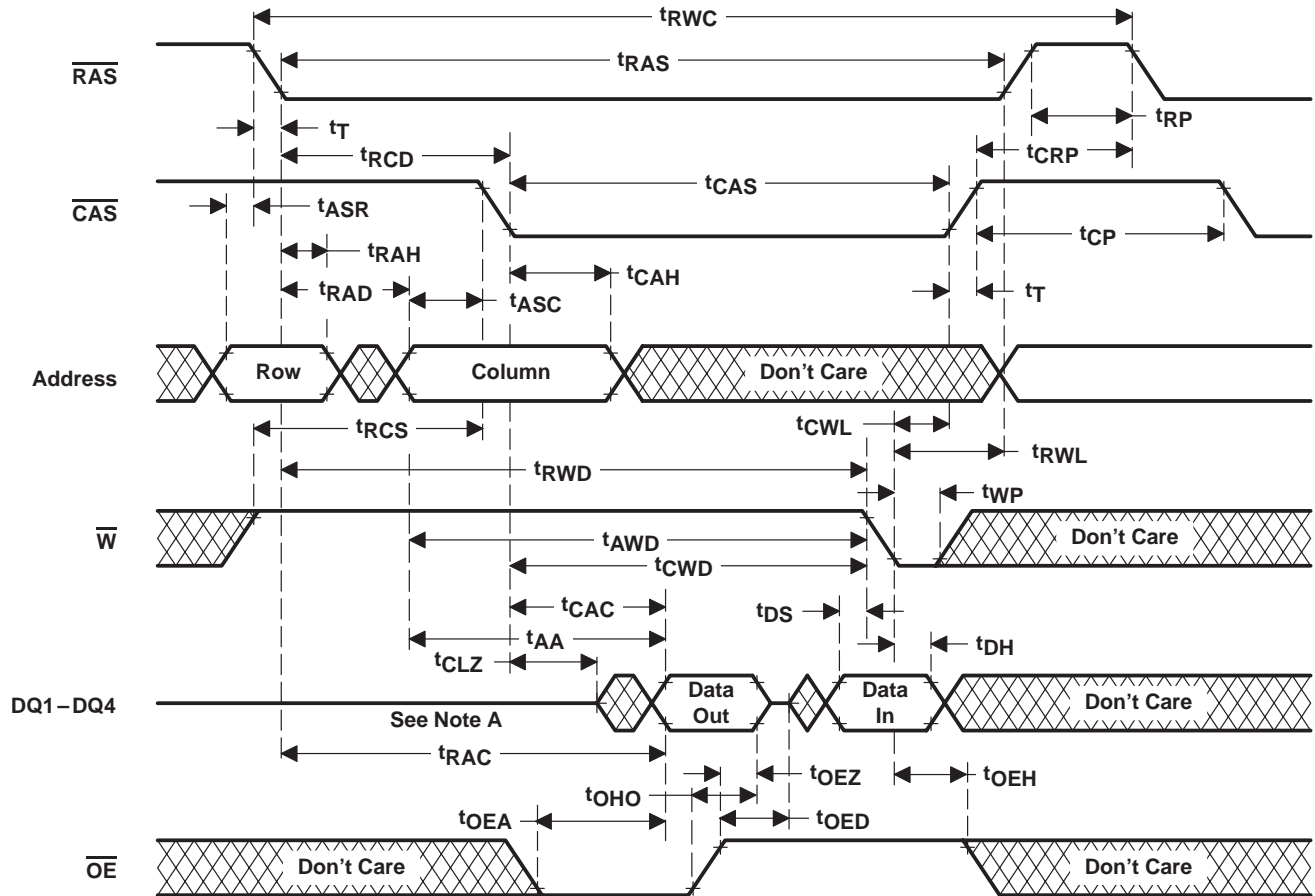 tRWC
RAS
tRAS
tT
tRP
tRCD
tCRP
CAS
tCAS
tASR
tCP
tRAH
tCAH
tRAD
tASC
tT
Address
Row
Column
Don't Care
tRCS
tCWL
tRWL
tRWD
tWP
W
Don't Care
tAWD
tCWD
tCAC
tDS
tAA
tDH
tCLZ
DQ1–DQ4
Data Out
Data In
Don't Care
See Note A
tRAC
tOEZ
tOEH
tOHO
tOEA
tOED
OE
Don't Care
Don't Care